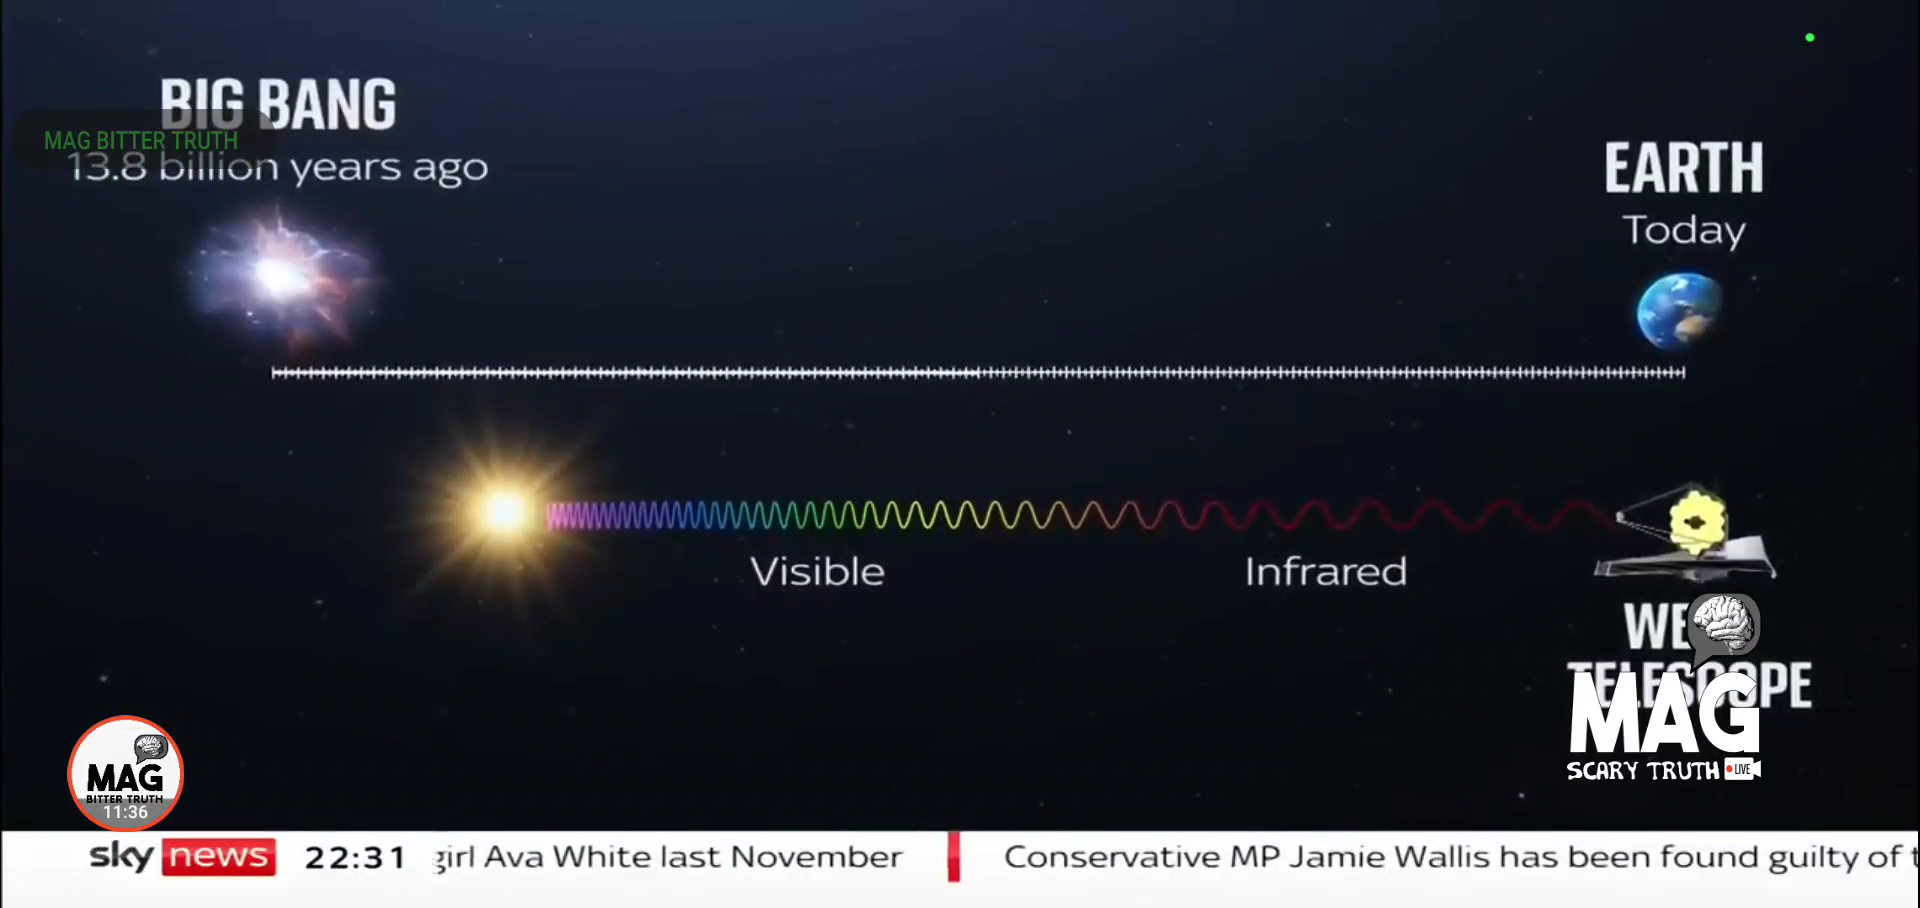 BIG BANG
MAG BITTER TRUTH
13.8 billion years ago
EARTH
Today
Visible
Infrared
TELESCOPE
MAG
SCARY TRUTH LIVE
MAG
BITTER TRUTH
11:36
sky news 22:31 girl Ava White last November Conservative MP Jamie Wallis has been found guilty of